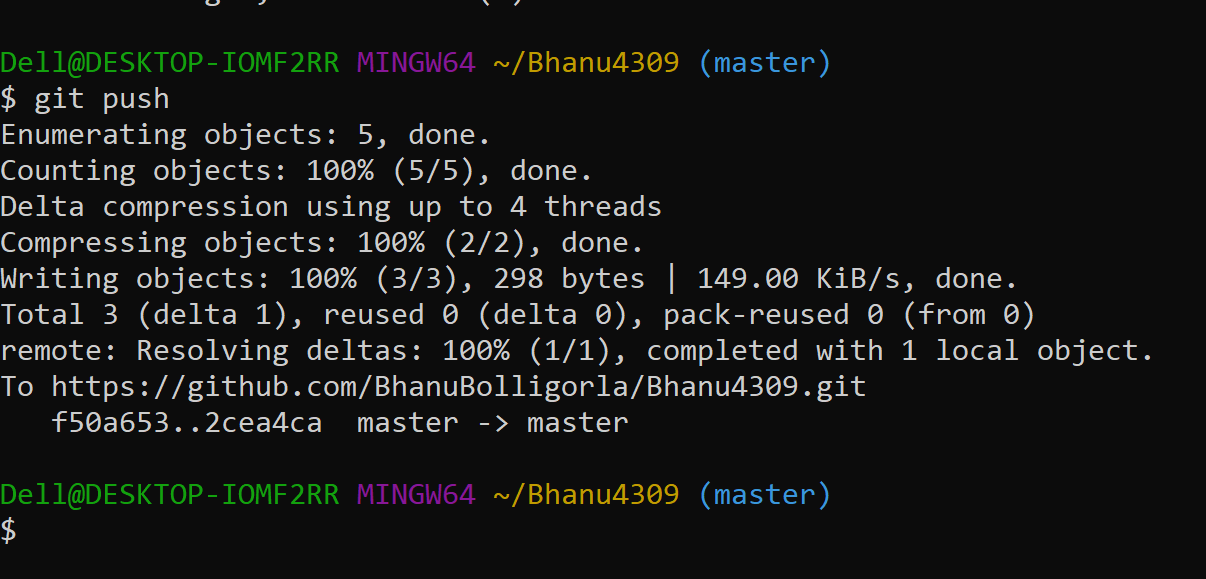 Dell@DESKTOP-IOMF2RR MINGW64 ~/Bhanu4309 (master)
$ git push
Enumerating objects: 5, done.
Counting objects: 100% (5/5), done.
Delta compression using up to 4 threads
Compressing objects: 100% (2/2), done.
Writing objects: 100% (3/3), 298 bytes | 149.00 KiB/s, done.
Total 3 (delta 1), reused 0 (delta 0), pack-reused 0 (from 0)
remote: Resolving deltas: 100% (1/1), completed with 1 local object.
To https://github.com/BhanuBolligorla/Bhanu4309.git
   f50a653..2cea4ca  master -> master
Dell@DESKTOP-IOMF2RR MINGW64 ~/Bhanu4309 (master)
$